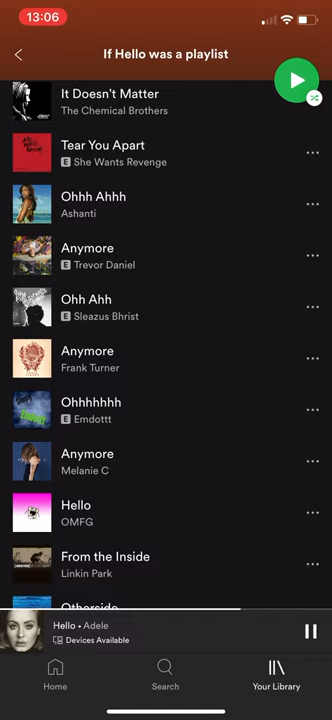 13:06
If Hello was a playlist
It Doesn't Matter
The Chemical Brothers
Tear You Apart
E She Wants Revenge
Ohhh Ahhh
Ashanti
Anymore
E Trevor Daniel
Ohh Ahh
E Sleazus Bhrist
Anymore
Frank Turner
Ohhhhhhh
E Emdottt
Anymore
Melanie C
Hello
OMFG
From the Inside
Linkin Park
Otherside
Hello • Adele
Devices Available
Home
Search
Your Library